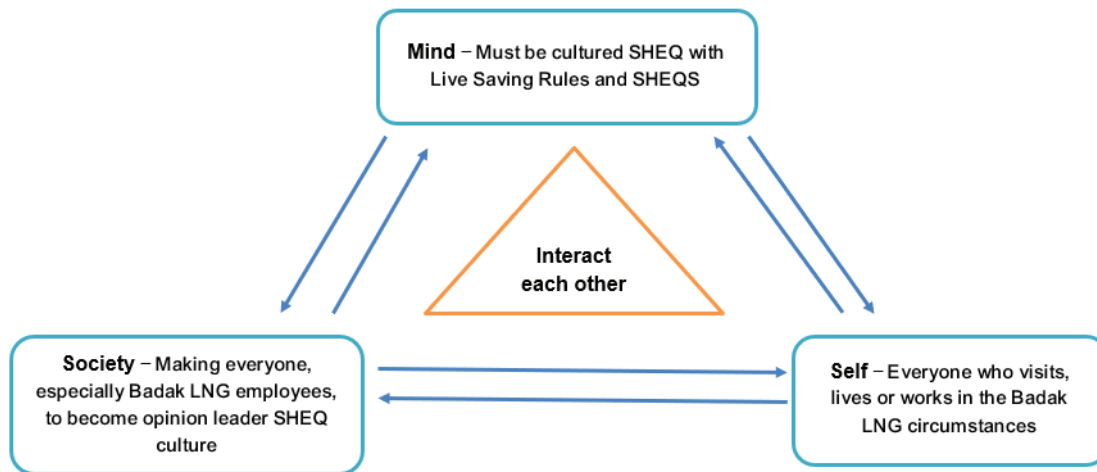 Mind – Must be cultured SHEQ with
Live Saving Rules and SHEQS
Interact
each other
Society – Making everyone,
especially Badak LNG employees,
to become opinion leader SHEQ
culture
Self – Everyone who visits,
lives or works in the Badak
LNG circumstances